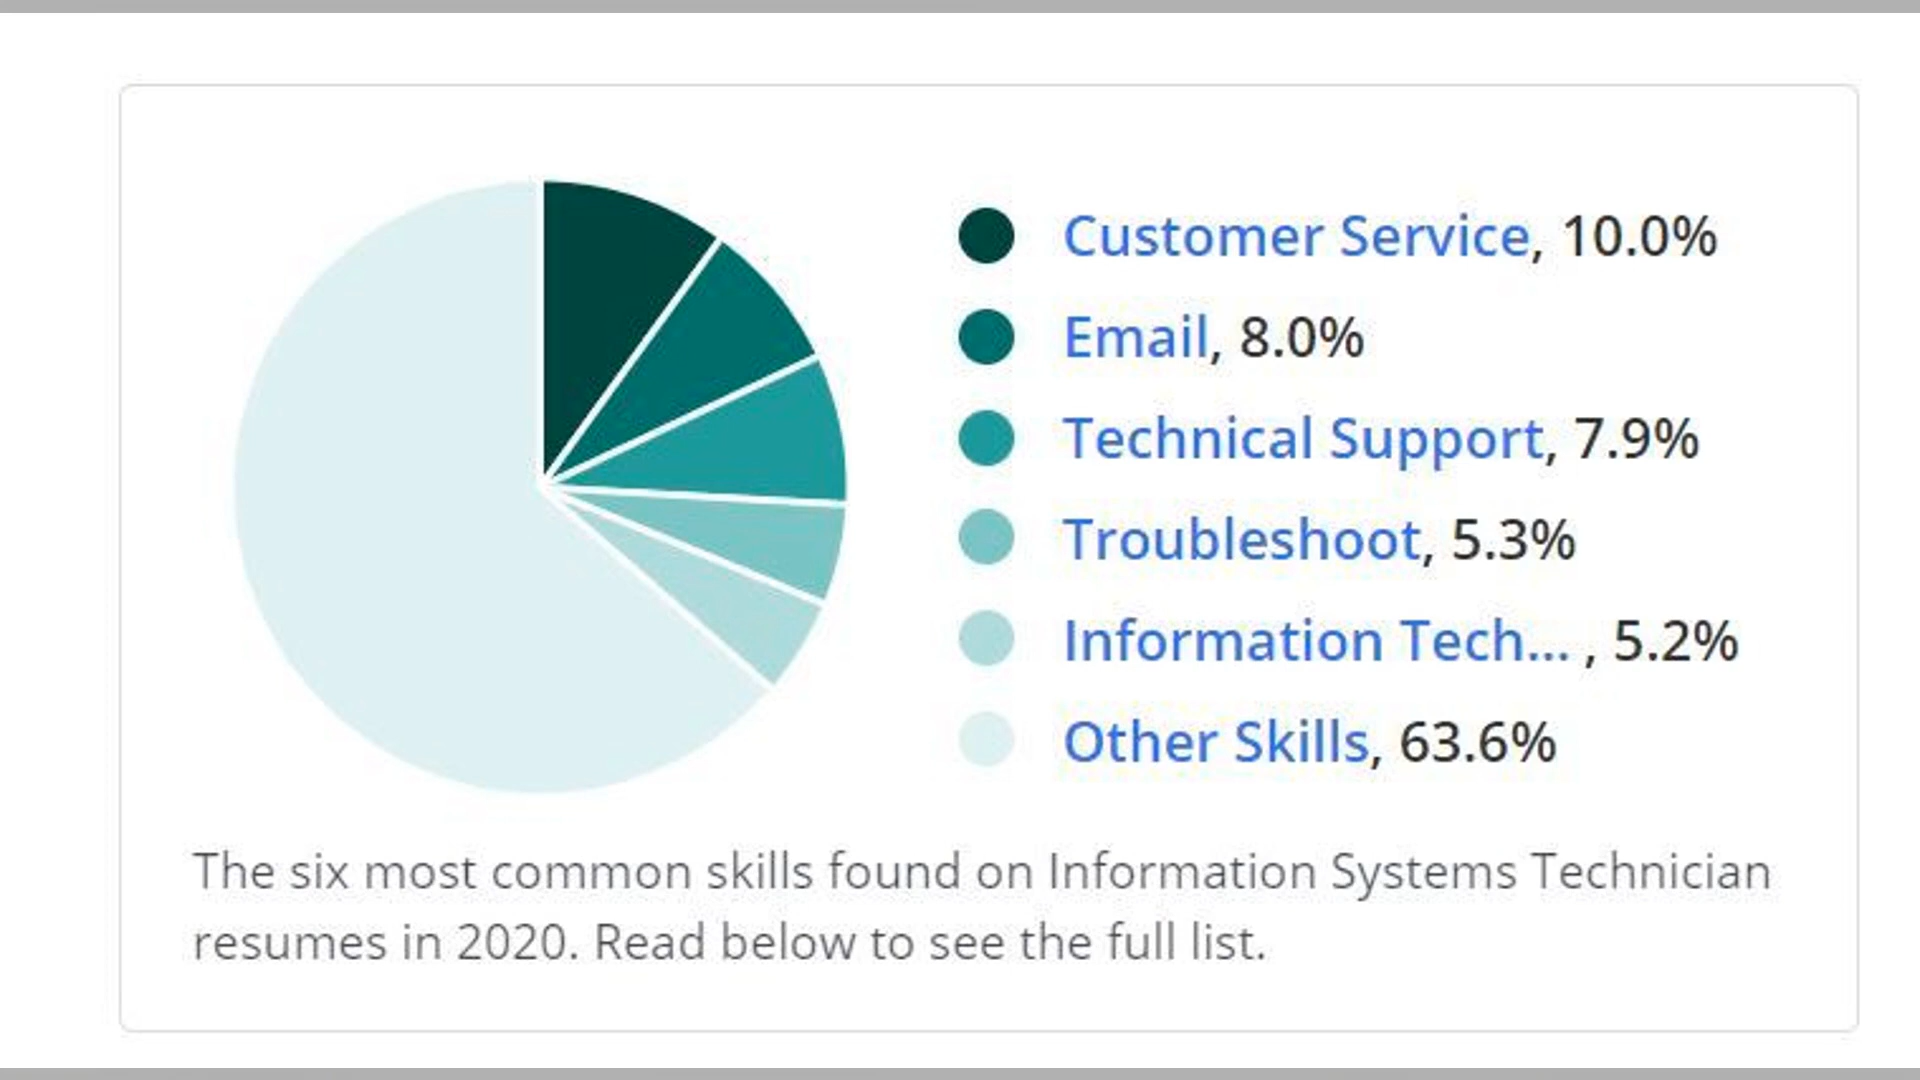 Customer Service, 10.0%
Email, 8.0%
Technical Support, 7.9%
Troubleshoot, 5.3%
Information Tech... , 5.2%
Other Skills, 63.6%
The six most common skills found on Information Systems Technician
resumes in 2020. Read below to see the full list.